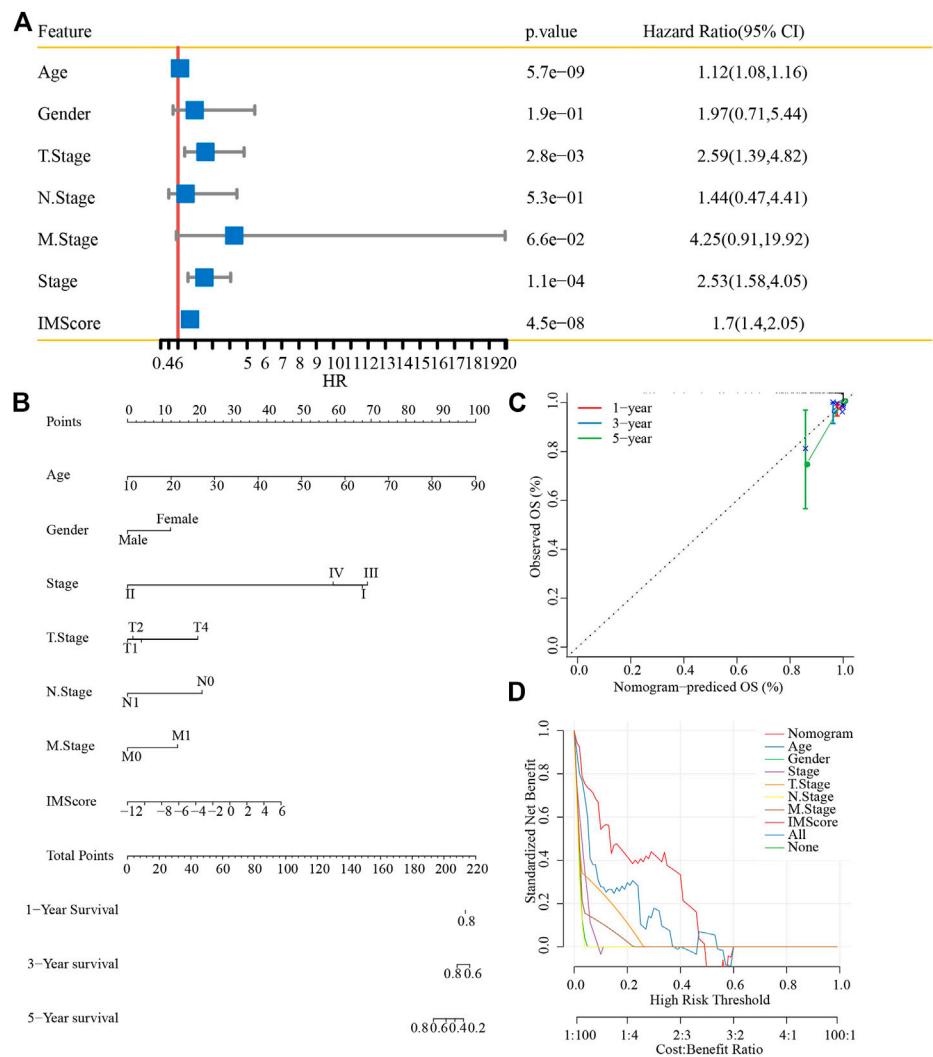 A
Feature p.value Hazard Ratio(95% CI)
Age 5.7e−09 1.12(1.08,1.16)
Gender 1.9e−01 1.97(0.71,5.44)
T.Stage 2.8e−03 2.59(1.39,4.82)
N.Stage 5.3e−01 1.44(0.47,4.41)
M.Stage 6.6e−02 4.25(0.91,19.92)
Stage 1.1e−04 2.53(1.58,4.05)
IMScore 4.5e−08 1.7(1.4,2.05)
0.46 5 6 7 8 9 10 11 12 13 14 15 16 17 18 19 20
HR
B
Points 0 10 20 30 40 50 60 70 80 90 100
Age
10 20 30 40 50 60 70 80 90
Gender Female
Male
Stage IV III
II I
T.Stage T2 T4
T1
N.Stage N0
N1
M.Stage M1
M0
IMScore
−12 −8 −6 −4 −2 0 2 4 6
Total Points
0 20 40 60 80 100 120 140 160 180 200 220
1−Year Survival
0.8
3−Year survival
0.8 0.6
5−Year survival
0.8 0.6 0.4 0.2
C
1−year
3−year
5−year
Observed OS (%)
1.0
0.8
0.6
0.4
0.2
0.0
0.0 0.2 0.4 0.6 0.8 1.0
Nomogram−prediced OS (%)
D
Nomogram
Age
Gender
Stage
T.Stage
N.Stage
M.Stage
IMScore
All
None
Standardized Net Benefit
1.0
0.8
0.6
0.4
0.2
0.0
0.0 0.2 0.4 0.6 0.8 1.0
High Risk Threshold
1:100 1:4 2:3 3:2 4:1 100:1
Cost:Benefit Ratio